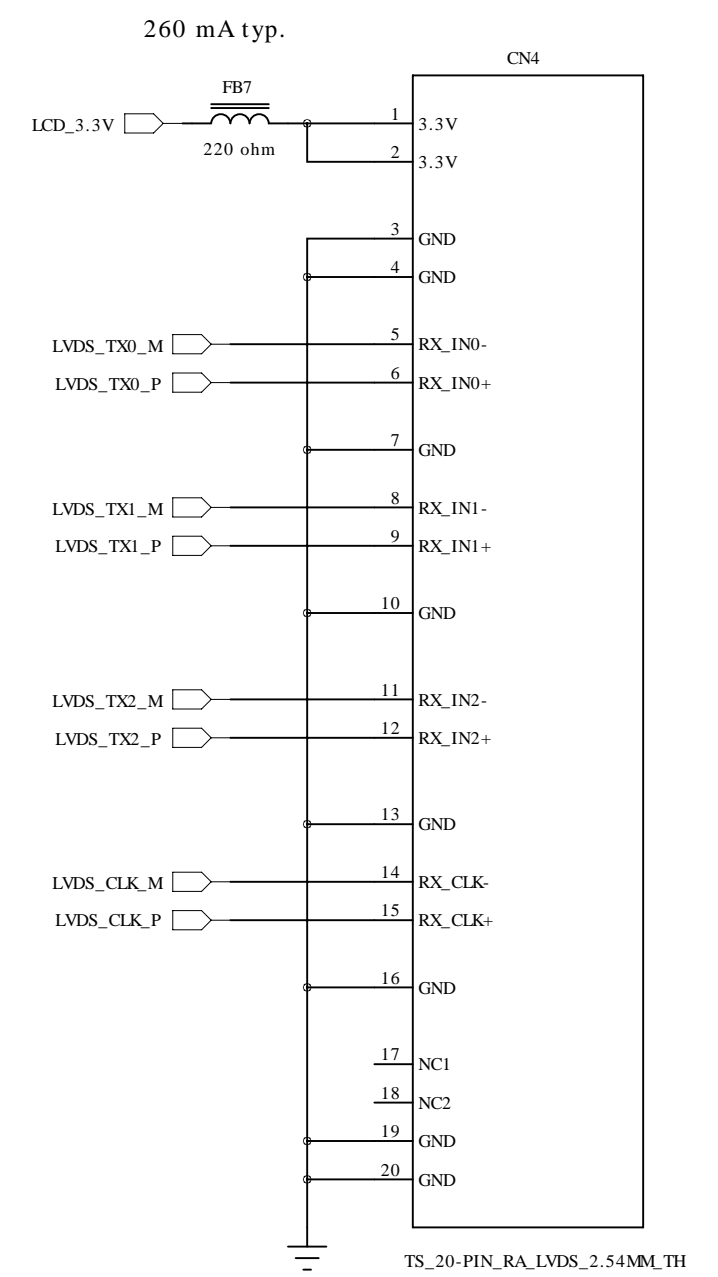 260 mA typ.
CN4
FB7
LCD_3.3V
220 ohm
1 3.3V
2 3.3V
3 GND
4 GND
LVDS_TX0_M 5 RX_IN0-
LVDS_TX0_P 6 RX_IN0+
7 GND
LVDS_TX1_M 8 RX_IN1-
LVDS_TX1_P 9 RX_IN1+
10 GND
LVDS_TX2_M 11 RX_IN2-
LVDS_TX2_P 12 RX_IN2+
13 GND
LVDS_CLK_M 14 RX_CLK-
LVDS_CLK_P 15 RX_CLK+
16 GND
17 NC1
18 NC2
19 GND
20 GND
TS_20-PIN_RA_LVDS_2.54MM_TH